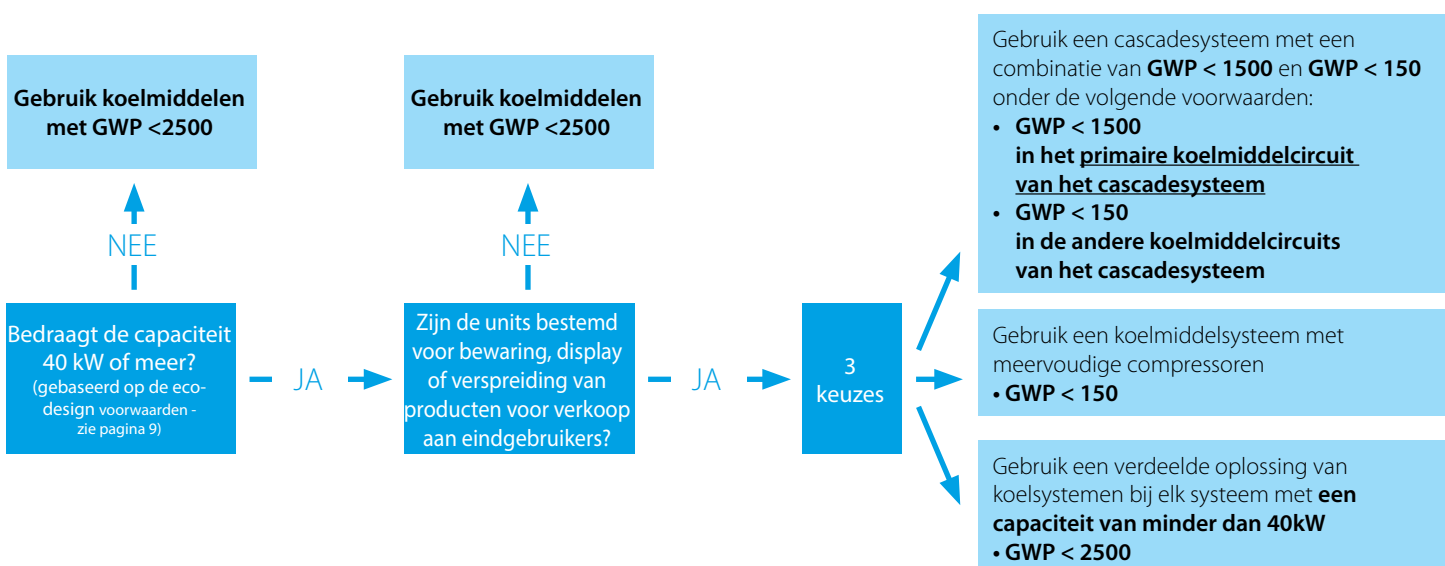 Gebruik koelmiddelen
met GWP <2500
NEE
Bedraagt de capaciteit
40 kW of meer?
(gebaseerd op de eco-
design voorwaarden -
zie pagina 9)
JA
Gebruik koelmiddelen
met GWP <2500
NEE
Zijn de units bestemd
voor bewaring, display
of verspreiding van
producten voor verkoop
aan eindgebruikers?
JA
3
keuzes
Gebruik een cascadesysteem met een
combinatie van GWP < 1500 en GWP < 150
onder de volgende voorwaarden:
• GWP < 1500
in het primaire koelmiddelcircuit
van het cascadesysteem
• GWP < 150
in de andere koelmiddelcircuits
van het cascadesysteem
Gebruik een koelmiddelsysteem met
meervoudige compressoren
• GWP < 150
Gebruik een verdeelde oplossing van
koelsystemen bij elk systeem met een
capaciteit van minder dan 40kW
• GWP < 2500